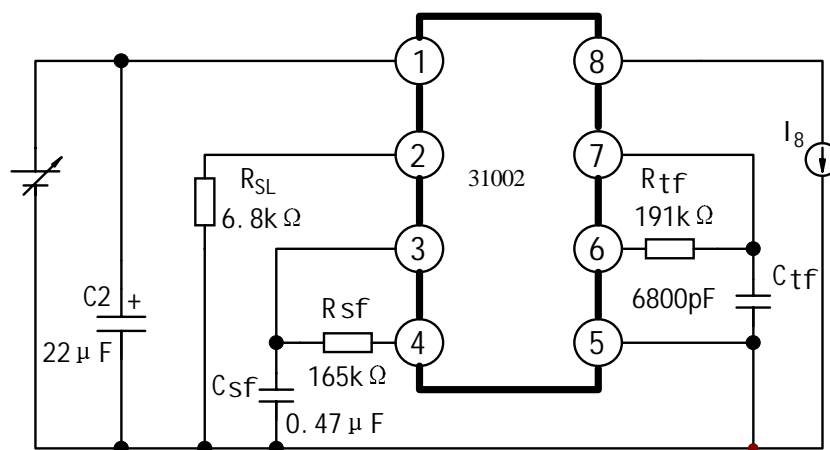 1
8
I8
2
7
31002
RSL
6.8kΩ
Rtf
191kΩ
3
6
C2
+
Rsf
Ctf
6800pF
22μF
4
5
Csf
165kΩ
0.47μF